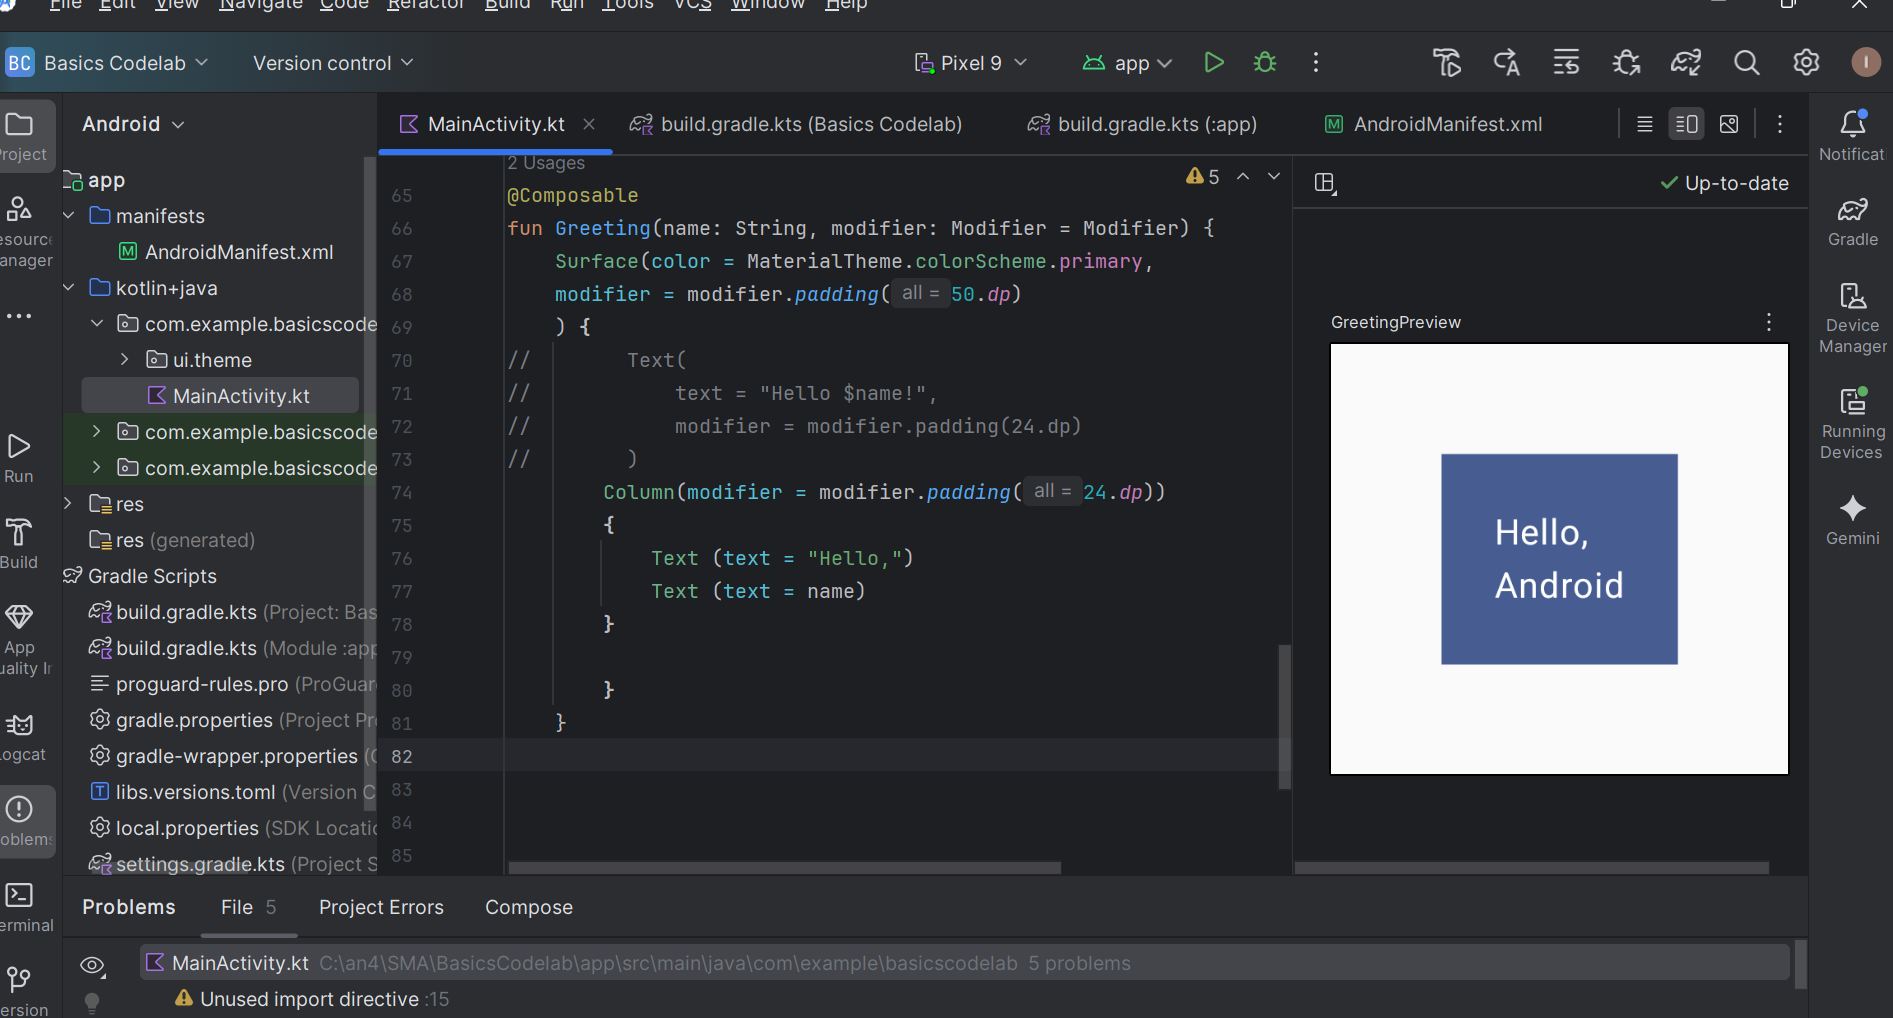 File Edit View Navigate Code Refactor Build Run Tools VCS Window Help
BC Basics Codelab Version control Pixel 9 app I
Project
Android
MainActivity.kt build.gradle.kts (Basics Codelab) build.gradle.kts (:app) AndroidManifest.xml
Notificat
app
manifests
AndroidManifest.xml
kotlin+java
com.example.basicscode
ui.theme
MainActivity.kt
com.example.basicscode
com.example.basicscode
res
res (generated)
Gradle Scripts
build.gradle.kts (Project: Bas
build.gradle.kts (Module :app
proguard-rules.pro (ProGuar
gradle.properties (Project Pr
gradle-wrapper.properties (
libs.versions.toml (Version C
local.properties (SDK Locatio
settings.gradle.kts (Project S
esourc
anager
Run
Build
App
uality I
ogcat
oblem
erminal
ersion
2 Usages
5
65 @Composable
66 fun Greeting(name: String, modifier: Modifier = Modifier) {
67 Surface(color = MaterialTheme.colorScheme.primary,
68 modifier = modifier.padding( all = 50.dp)
69 ) {
70 // Text(
71 // text = "Hello $name!",
72 // modifier = modifier.padding(24.dp)
73 // )
74 Column(modifier = modifier.padding( all = 24.dp))
75 {
76 Text (text = "Hello,")
77 Text (text = name)
78 }
79
80 }
81 }
82
83
84
85
Up-to-date
GreetingPreview
Hello,
Android
Gradle
Device
Manager
Running
Devices
Gemini
Problems File 5 Project Errors Compose
MainActivity.kt C:\an4\SMA\BasicsCodelab\app\src\main\java\com\example\basicscodelab 5 problems
Unused import directive :15